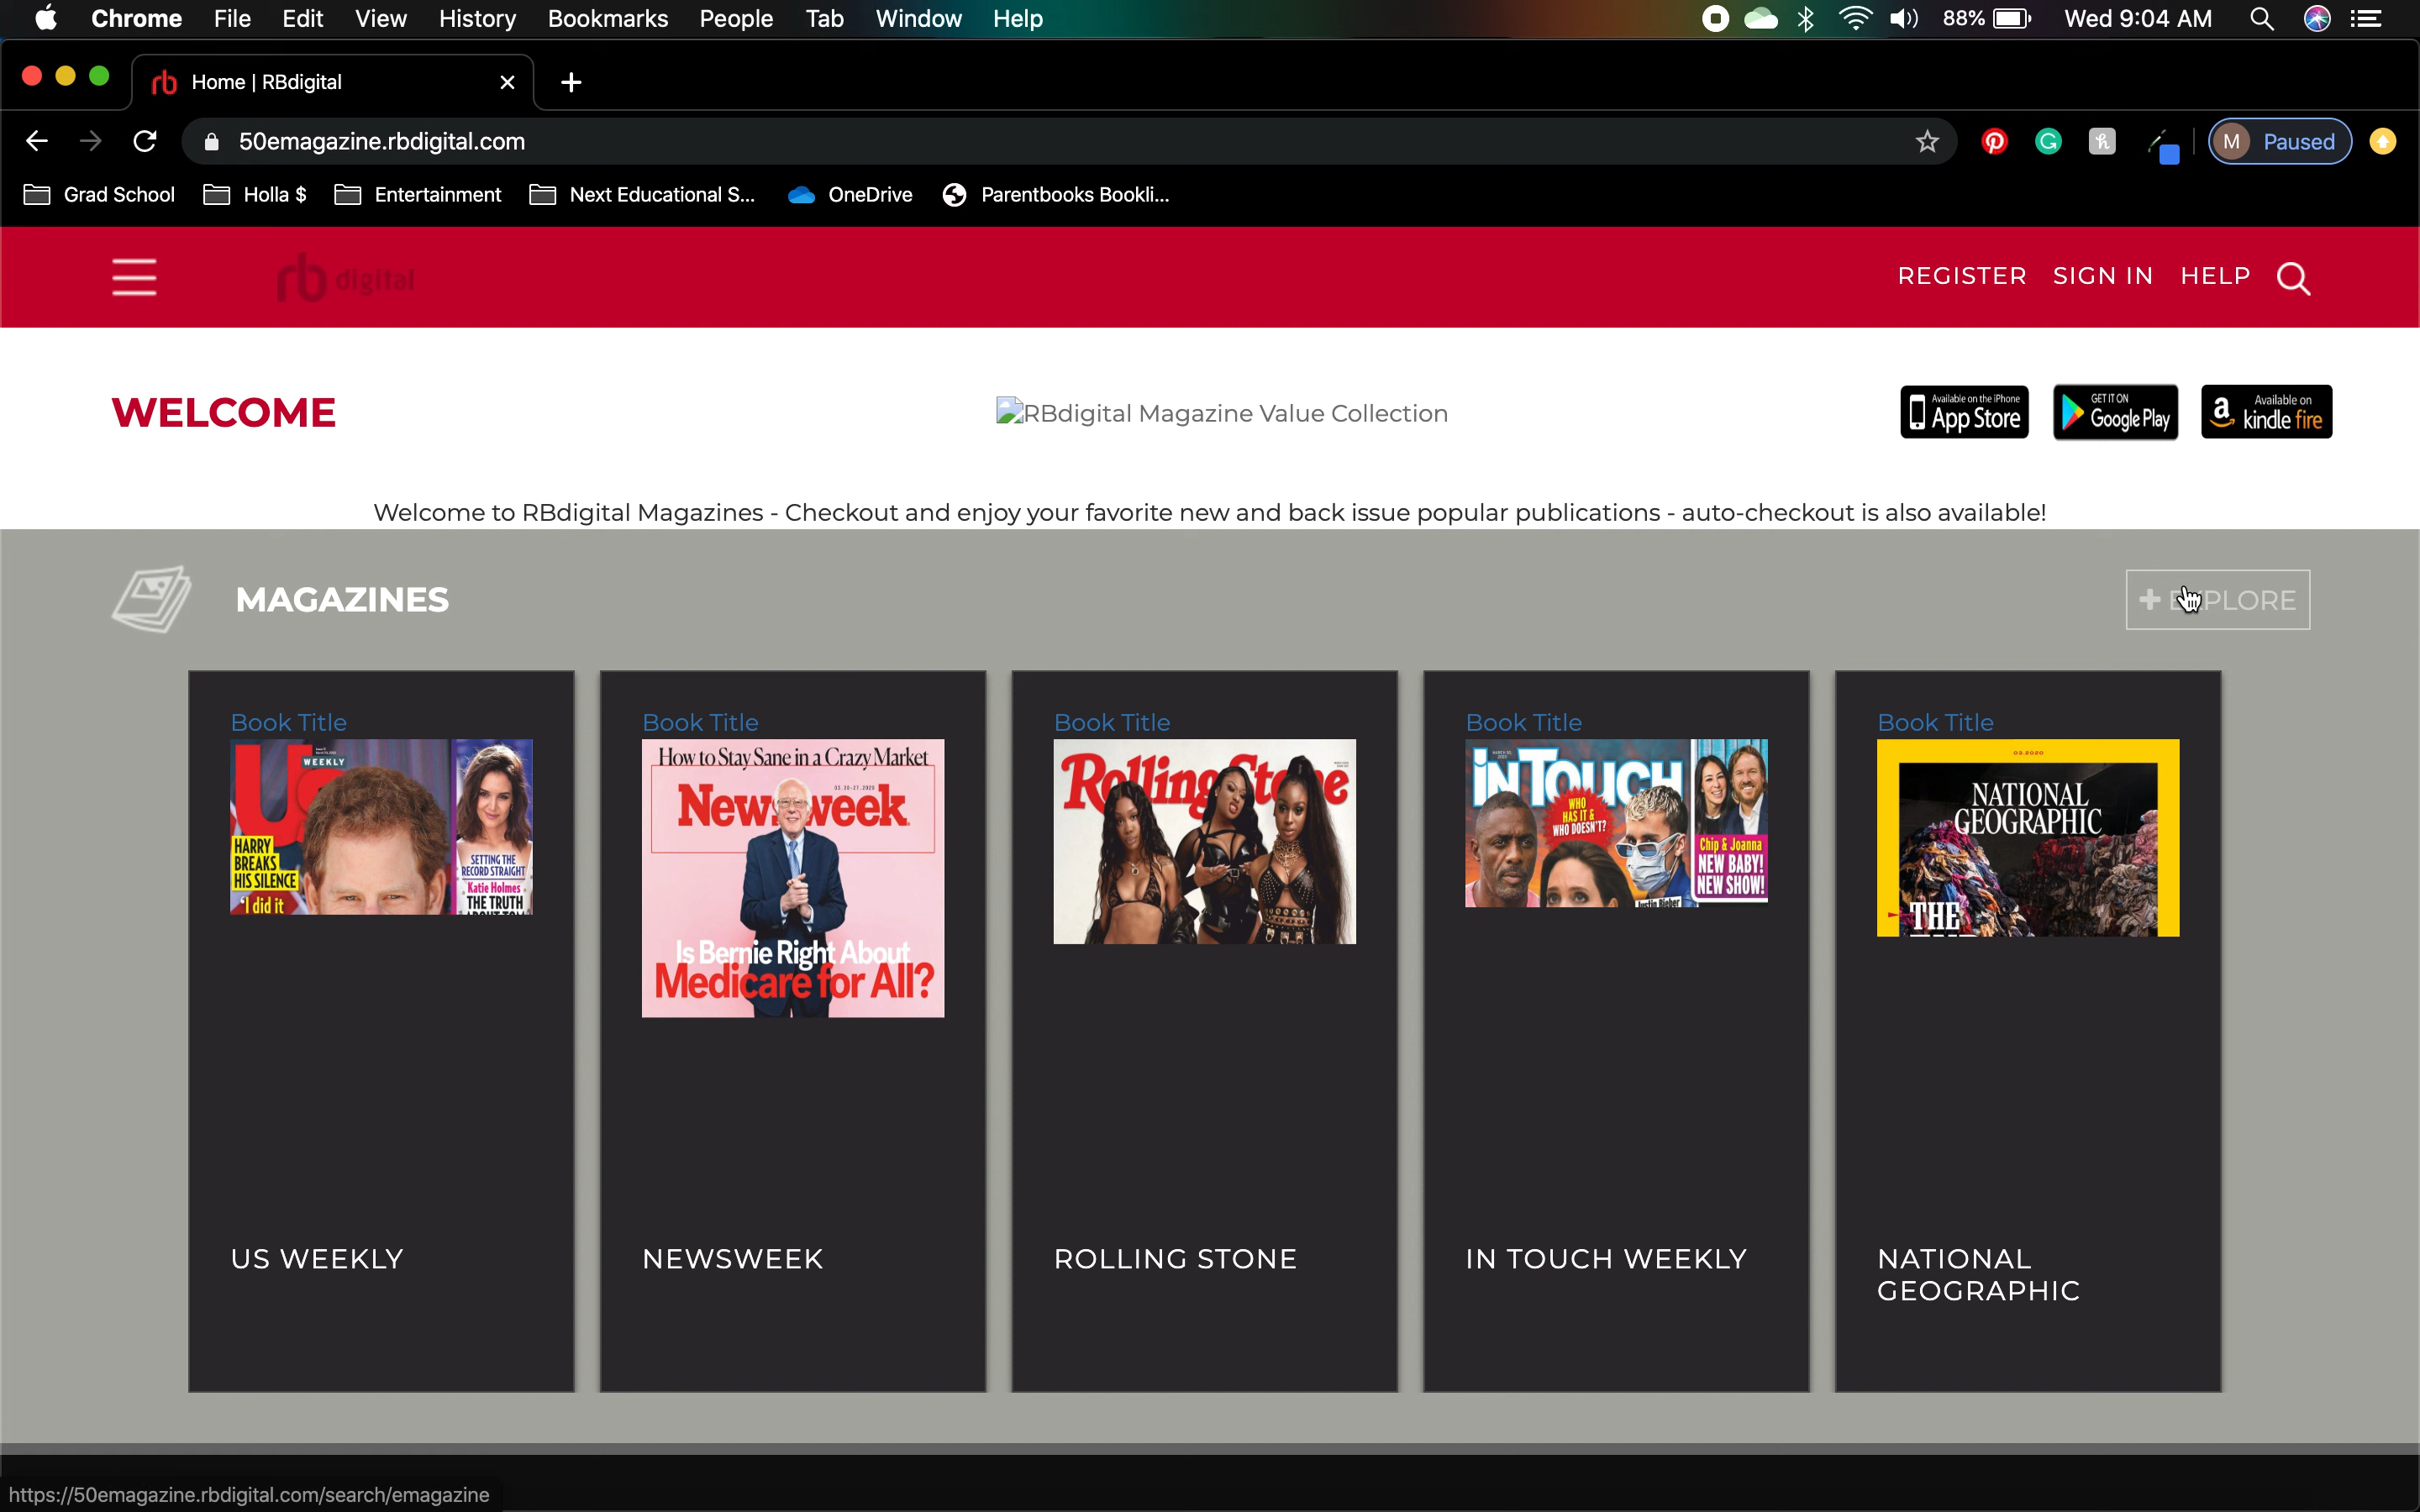 Chrome File Edit View History Bookmarks People Tab Window Help 88% Wed 9:04 AM
Home | RBdigital
50emagazine.rbdigital.com
M Paused
Grad School Holla $ Entertainment Next Educational S... OneDrive Parentbooks Bookli...
rb digital REGISTER SIGN IN HELP
WELCOME
RBdigital Magazine Value Collection
Available on the iPhone
App Store
GET IT ON
Google Play
Available on
kindle fire
Welcome to RBdigital Magazines - Checkout and enjoy your favorite new and back issue popular publications - auto-checkout is also available!
MAGAZINES
Book Title
Us
WEEKLY
HARRY
BREAKS
HIS SILENCE
'I did it
SETTING THE
RECORD STRAIGHT
Katie Holmes
THE TRUTH
US WEEKLY
Book Title
How to Stay Sane in a Crazy Market
Newsweek
03.20-27.2020
Is Bernie Right About
Medicare for All?
NEWSWEEK
Book Title
Rolling Stone
ROLLING STONE
Book Title
INTOUCH
WHO
HAS IT &
WHO DOESN'T?
Chip & Joanna
NEW BABY!
NEW SHOW!
Justin Bieber
IN TOUCH WEEKLY
Book Title
03.2020
NATIONAL
GEOGRAPHIC
THE
NATIONAL
GEOGRAPHIC
https://50emagazine.rbdigital.com/search/emagazine